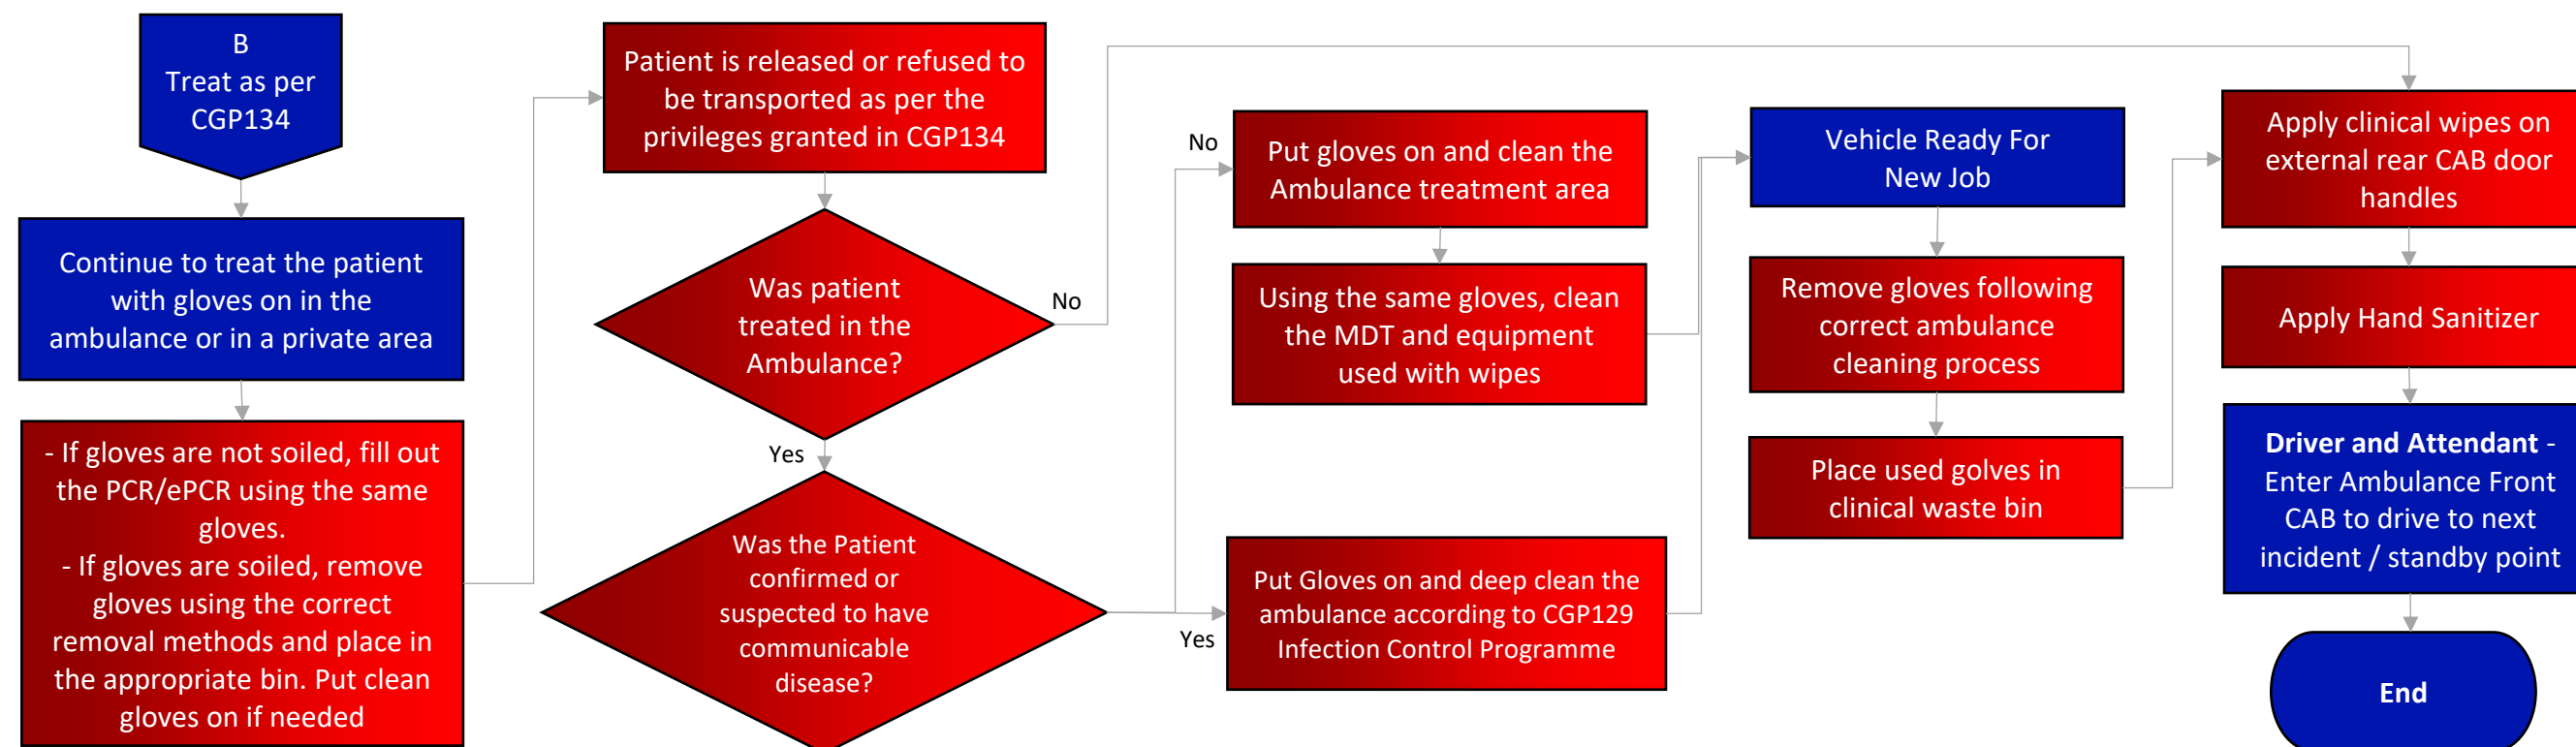 B
Treat as per
CGP134
Continue to treat the patient
with gloves on in the
ambulance or in a private area
- If gloves are not soiled, fill out
the PCR/ePCR using the same
gloves.
- If gloves are soiled, remove
gloves using the correct
removal methods and place in
the appropriate bin. Put clean
gloves on if needed
Patient is released or refused to
be transported as per the
privileges granted in CGP134
Was patient
treated in the
Ambulance?
No
Yes
Was the Patient
confirmed or
suspected to have
communicable
disease?
No
Yes
Put gloves on and clean the
Ambulance treatment area
Using the same gloves, clean
the MDT and equipment
used with wipes
Put Gloves on and deep clean the
ambulance according to CGP129
Infection Control Programme
Vehicle Ready For
New Job
Remove gloves following
correct ambulance
cleaning process
Place used golves in
clinical waste bin
Apply clinical wipes on
external rear CAB door
handles
Apply Hand Sanitizer
Driver and Attendant -
Enter Ambulance Front
CAB to drive to next
incident / standby point
End